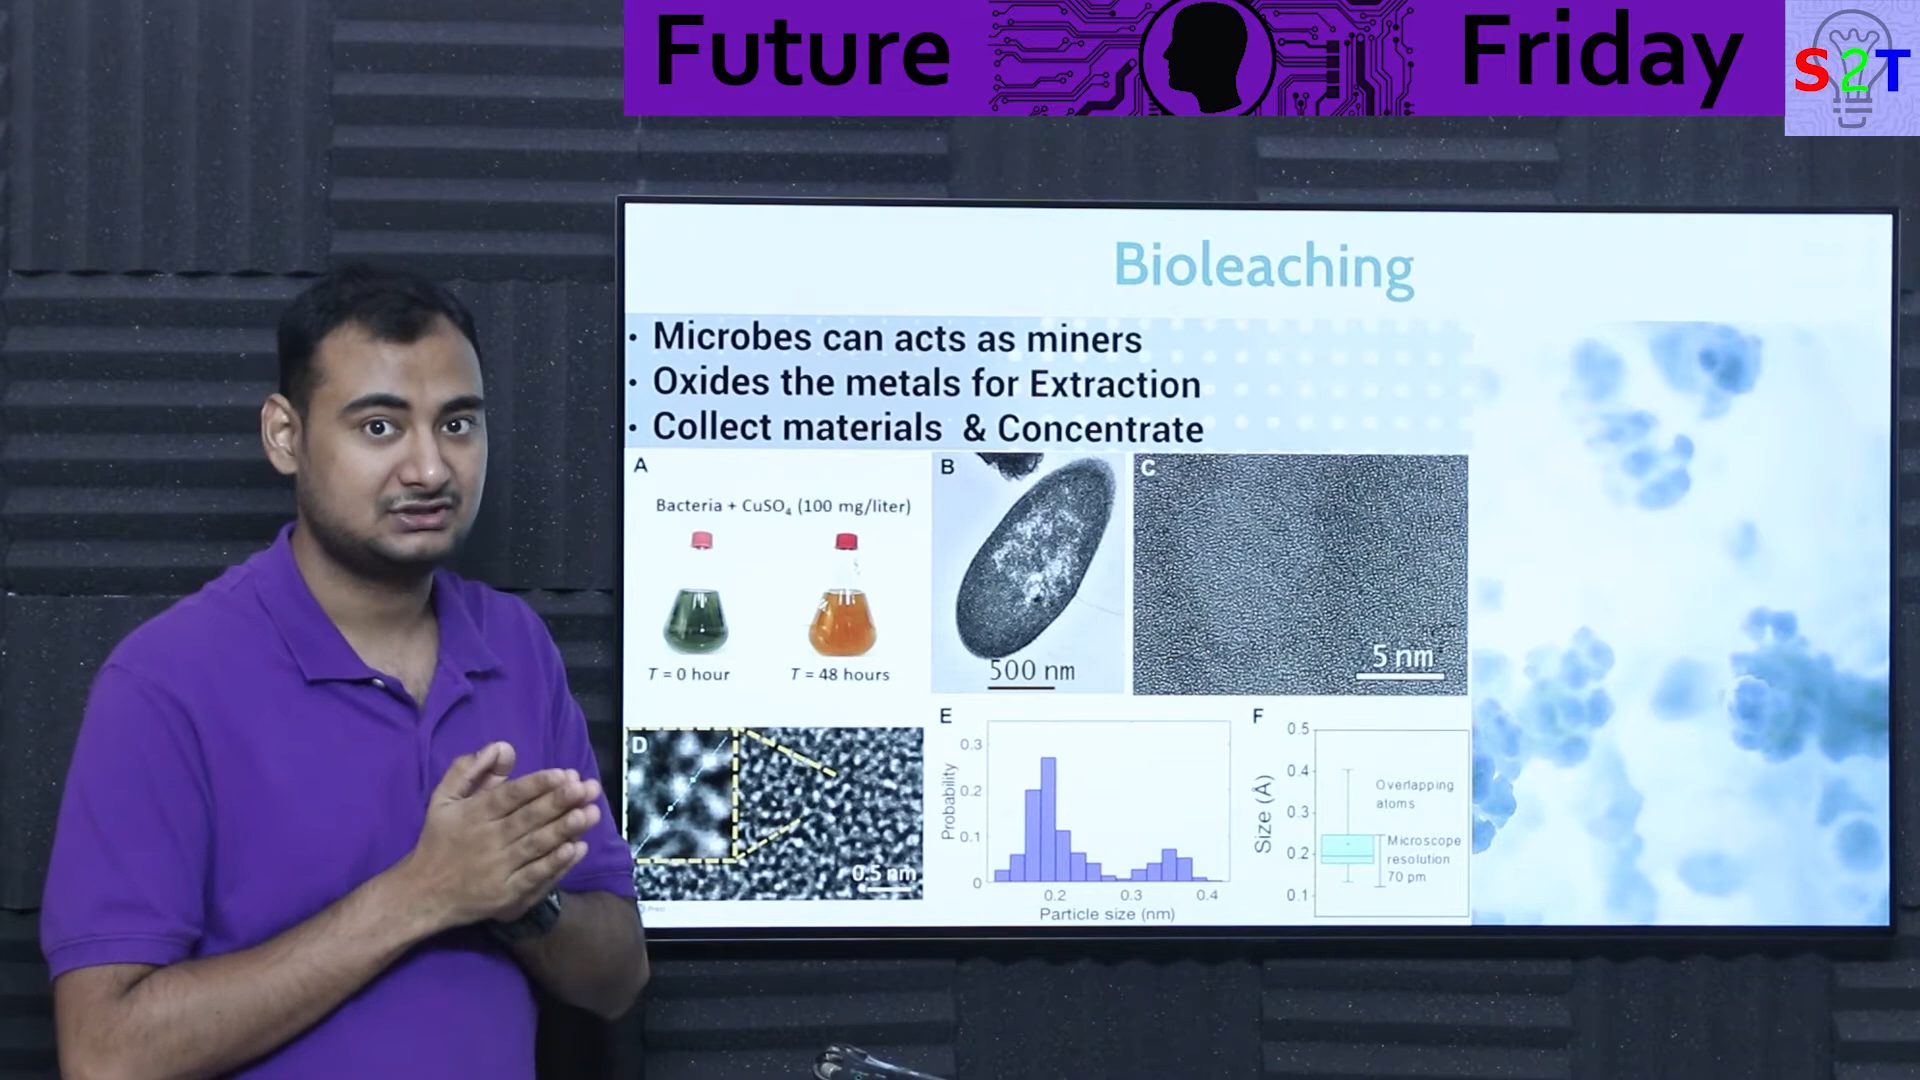 Future Friday
S2T
Bioleaching
• Microbes can acts as miners
• Oxides the metals for Extraction
• Collect materials & Concentrate
A
Bacteria + CuSO₄ (100 mg/liter)
T = 0 hour
T = 48 hours
B
500 nm
C
5 nm
D
0.5 nm
E
Probability
0.3
0.2
0.1
0
0.2
0.3
0.4
Particle size (nm)
F
Size (Å)
0.5
0.4
0.3
0.2
0.1
Overlapping
atoms
Microscope
resolution
70 pm